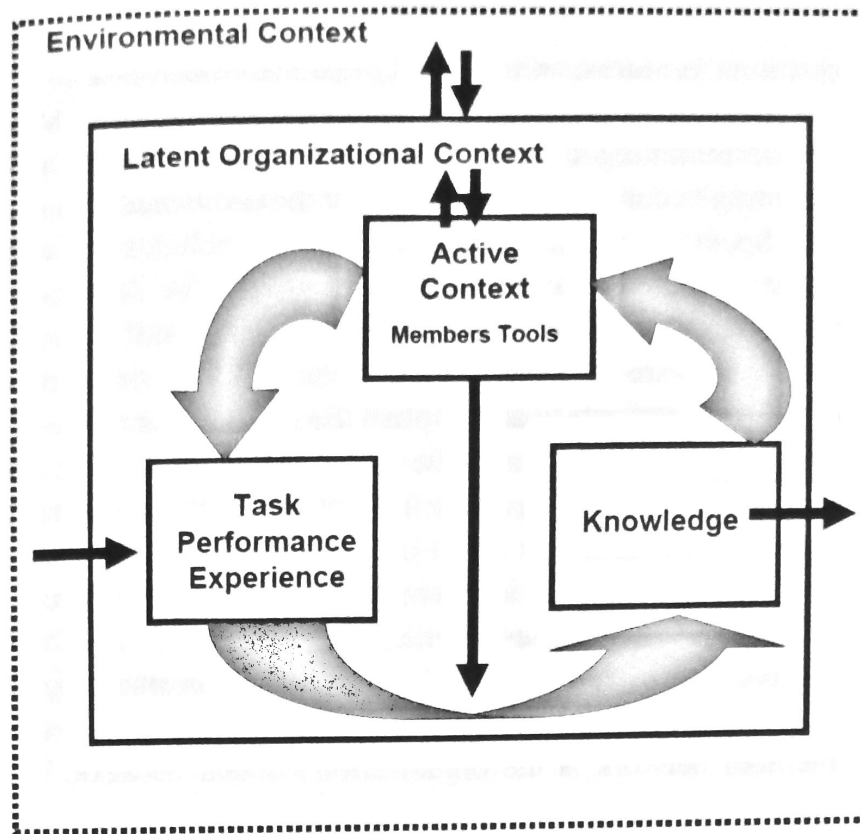 Environmental Context
Latent Organizational Context
Active
Context
Members Tools
Task
Performance
Experience
Knowledge